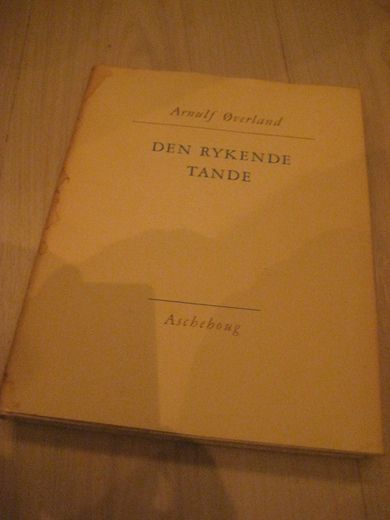 Arnulf Øverland
DEN RYKENDE
TANDE
Aschehoug